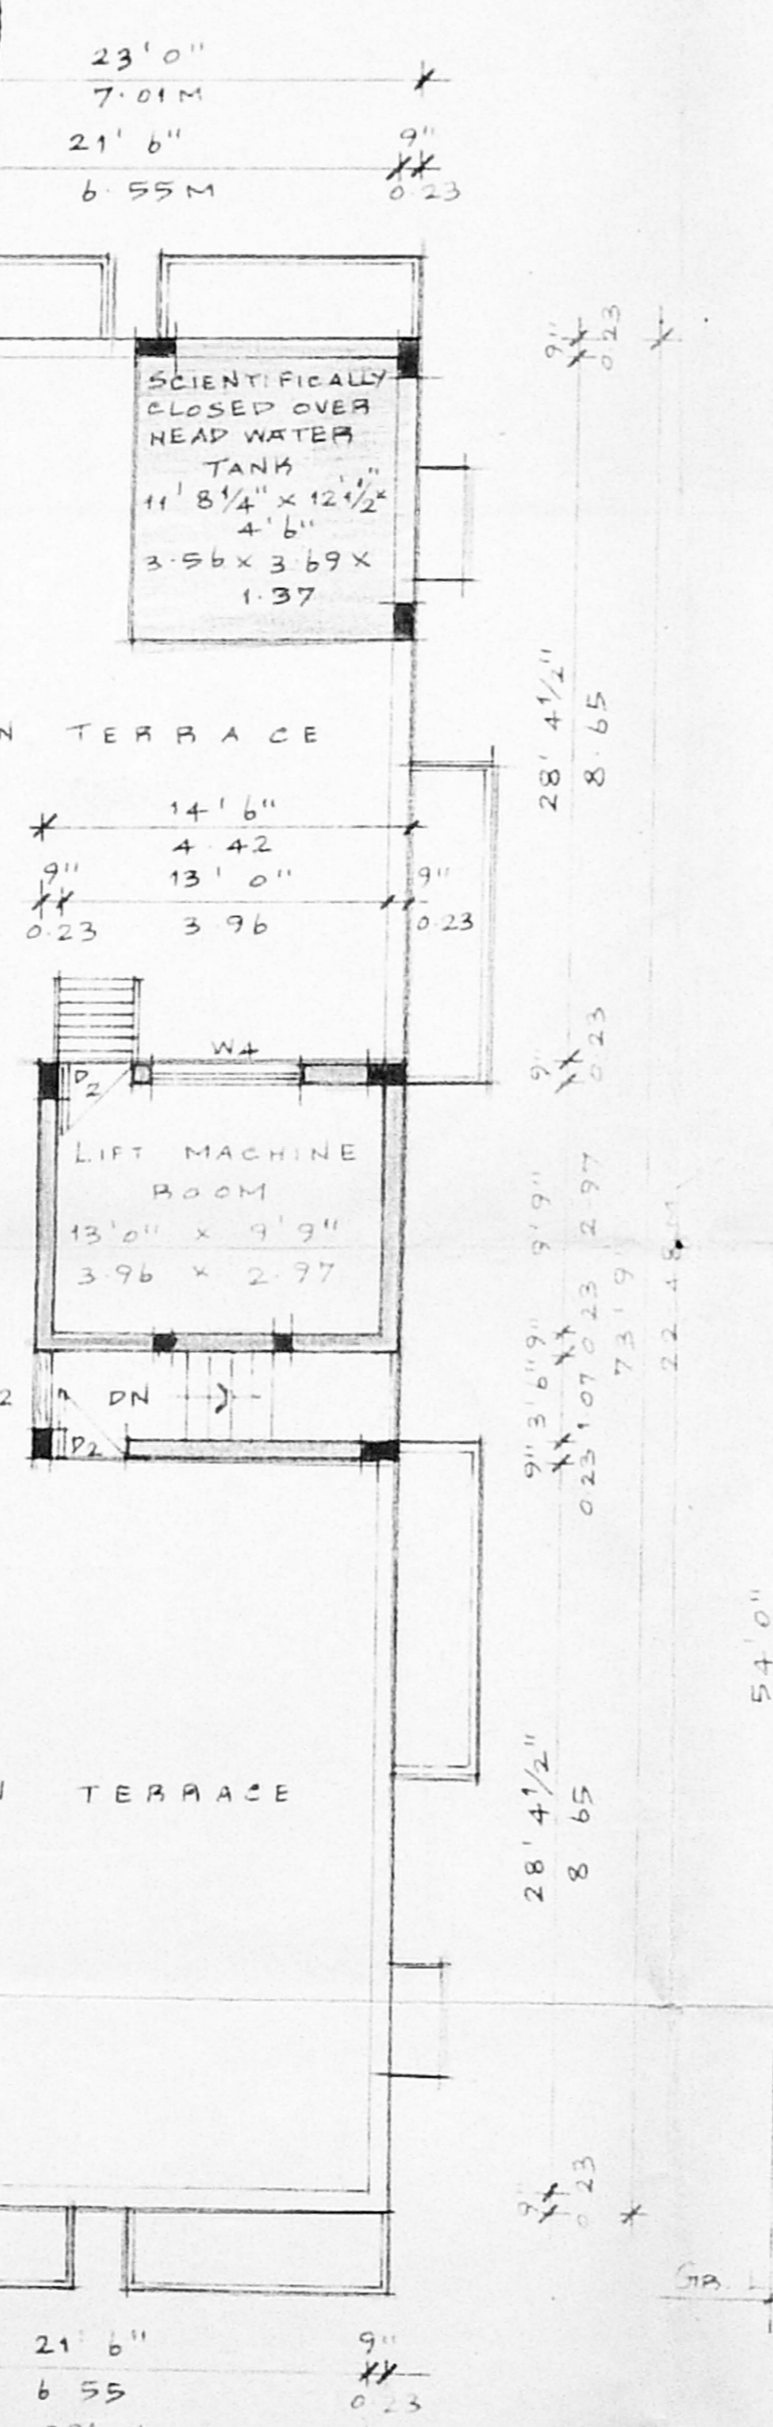 23' 0"
7.01 M
21' 6"
9"
6.55 M
0.23
9"
0.23
SCIENTIFICALLY
CLOSED OVER
HEAD WATER
TANK
11' 8 1/4" x 12' 1/2" x
4' 6"
3.56 x 3.69 x
1.37
28' 4 1/2"
8.65
N TERRACE
14' 6"
4.42
9"
13' 0"
9"
0.23
3.96
0.23
9"
0.23
W4
D2
LIFT MACHINE
ROOM
13'0" x 9'9"
3.96 x 2.97
9'9"
2.97
73' 9"
22.48 M.
9"
0.23
3'6"
1.07
2
DN
D2
9"
0.23
54' 0"
TERRACE
28' 4 1/2"
8.65
9"
0.23
GR. L
21' 6"
9"
6.55
0.23